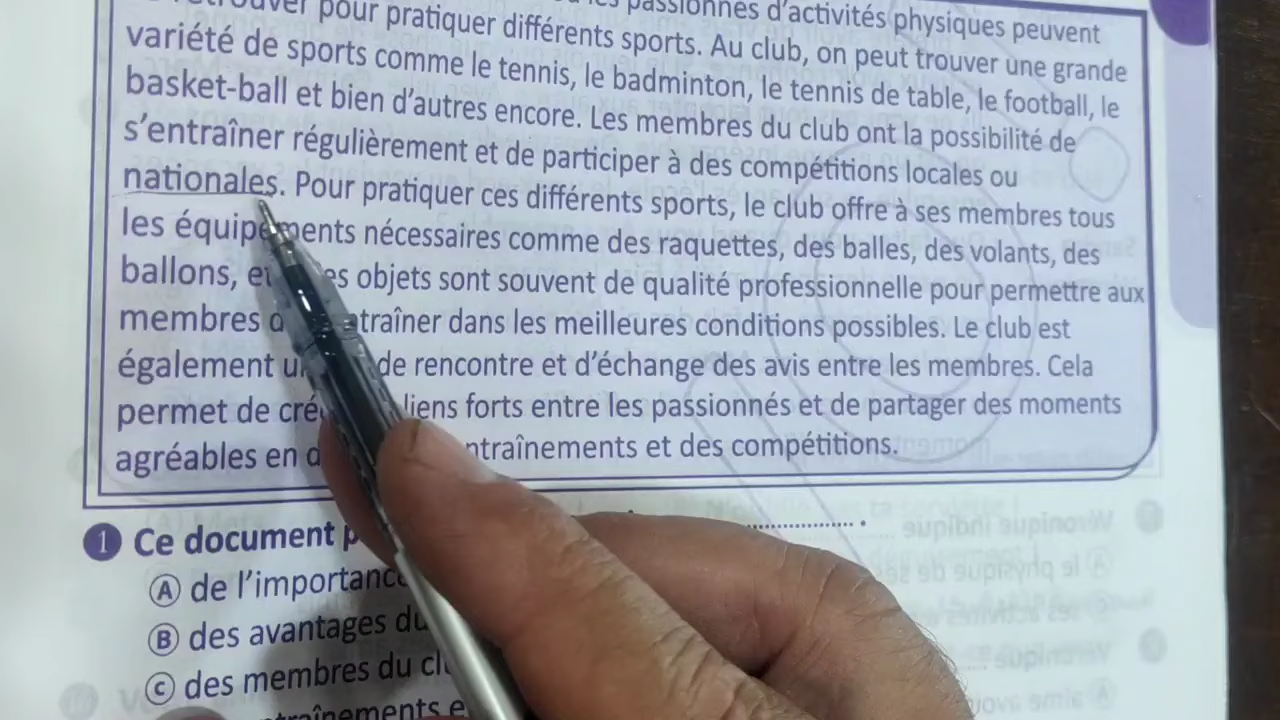 pour pratiquer différents sports. Au club, on peut trouver une grande
passionnés d'activités physiques peuvent
variété de sports comme le tennis, le badminton, le tennis de table, le football, le
basket-ball et bien d'autres encore. Les membres du club ont la possibilité de
s'entraîner régulièrement et de participer à des compétitions locales ou
nationales. Pour pratiquer ces différents sports, le club offre à ses membres tous
les équipements nécessaires comme des raquettes, des balles, des volants, des
ballons, objets sont souvent de qualité professionnelle pour permettre aux
membres dans les meilleures conditions possibles. Le club est
également de rencontre et d'échange des avis entre les membres. Cela
permet de liens forts entre les passionnés et de partager des moments
agréables en et des compétitions.
1 Ce document
A de l'importance
B des avantages du
C des membres du